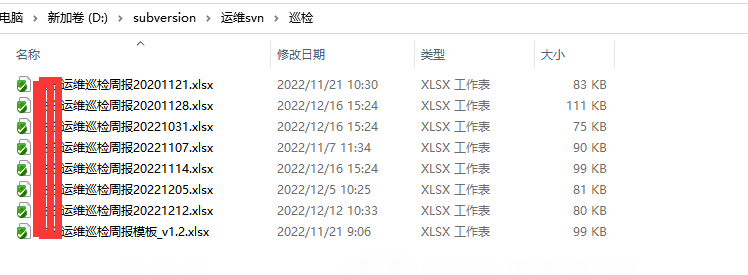 电脑 > 新加卷 (D:) > subversion > 运维svn > 巡检
名称 修改日期 类型 大小
运维巡检周报20201121.xlsx 2022/11/21 10:30 XLSX 工作表 83 KB
运维巡检周报20201128.xlsx 2022/12/16 15:24 XLSX 工作表 111 KB
运维巡检周报20221031.xlsx 2022/12/16 15:24 XLSX 工作表 75 KB
运维巡检周报20221107.xlsx 2022/11/7 11:34 XLSX 工作表 90 KB
运维巡检周报20221114.xlsx 2022/12/16 15:24 XLSX 工作表 99 KB
运维巡检周报20221205.xlsx 2022/12/5 10:25 XLSX 工作表 81 KB
运维巡检周报20221212.xlsx 2022/12/12 10:33 XLSX 工作表 80 KB
运维巡检周报模板_v1.2.xlsx 2022/11/21 9:06 XLSX 工作表 99 KB